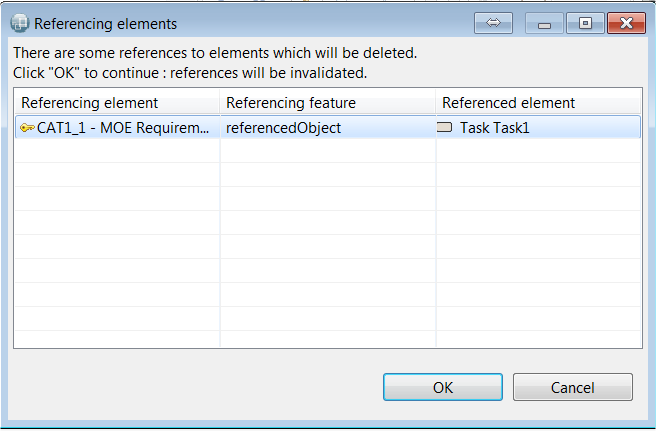 Referencing elements
There are some references to elements which will be deleted.
Click "OK" to continue : references will be invalidated.
Referencing element Referencing feature Referenced element
CAT1_1 - MOE Requirem... referencedObject Task Task1
OK Cancel